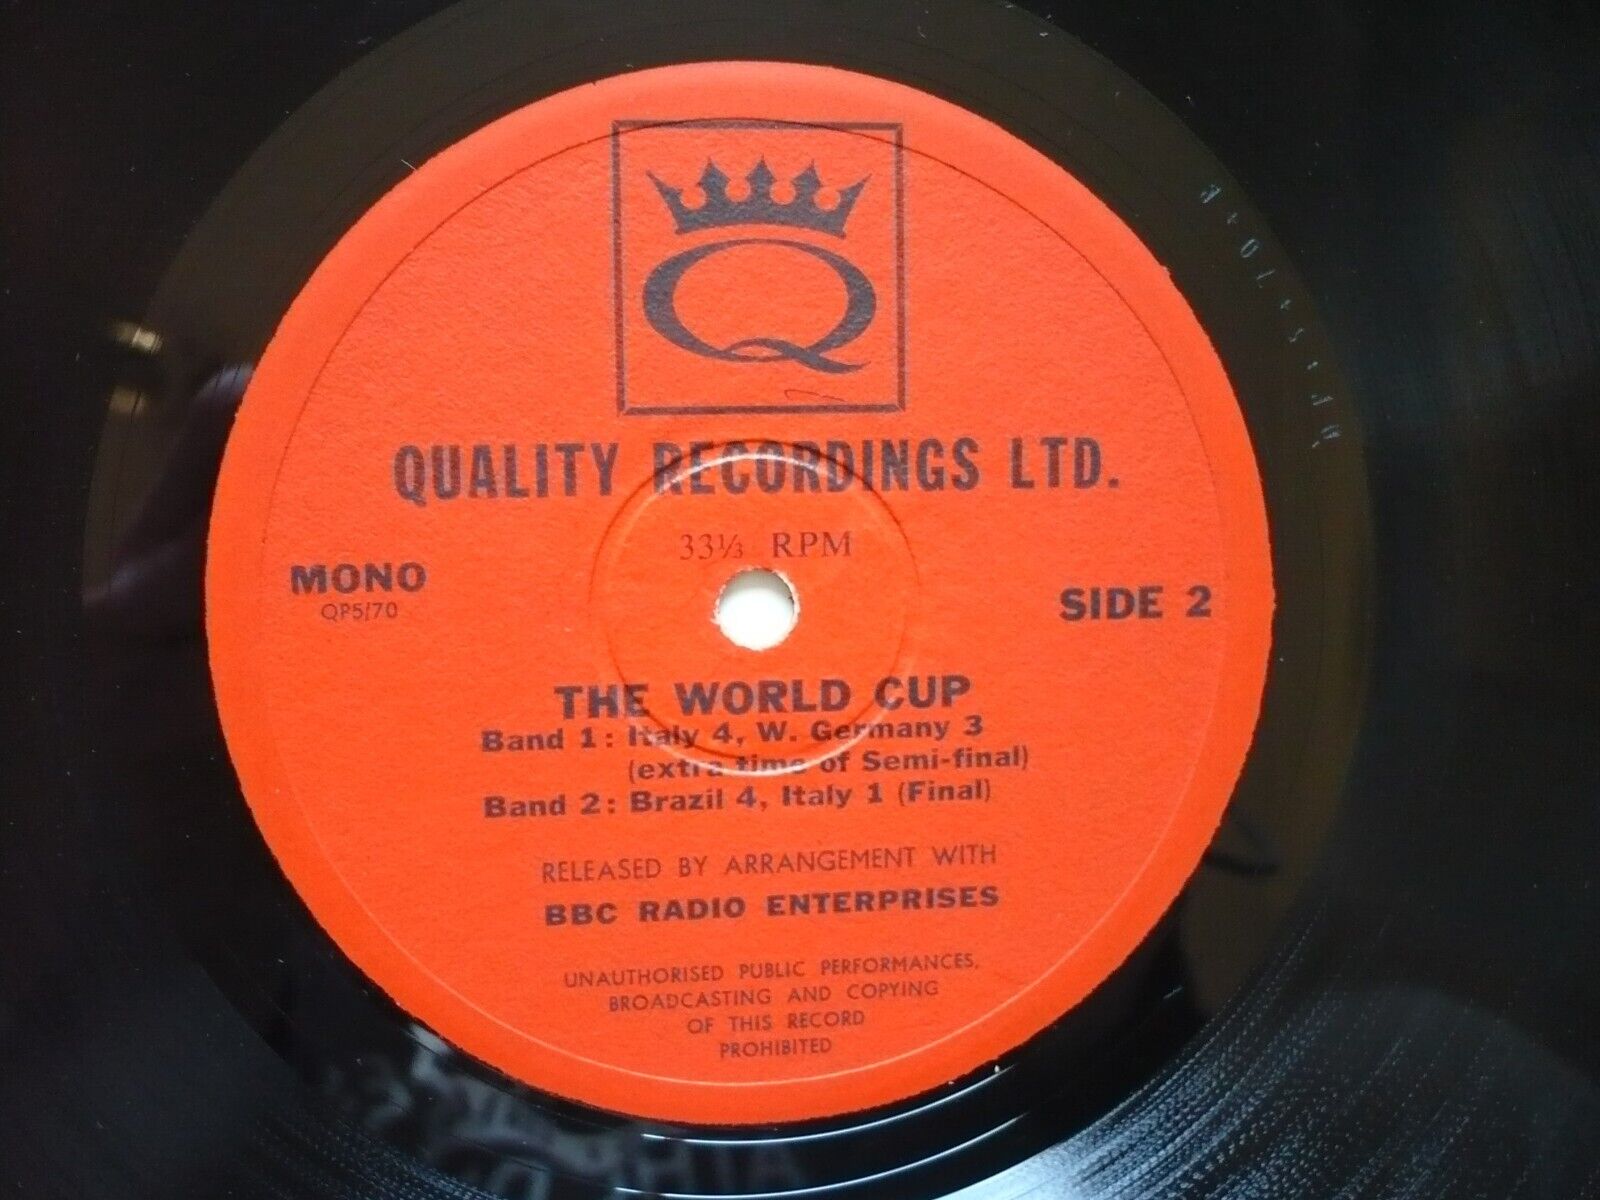 Q
QUALITY RECORDINGS LTD.
33⅓ RPM
MONO
QP5/70
SIDE 2
THE WORLD CUP
Band 1: Italy 4, W. Germany 3
(extra time of Semi-final)
Band 2: Brazil 4, Italy 1 (Final)
RELEASED BY ARRANGEMENT WITH
BBC RADIO ENTERPRISES
UNAUTHORISED PUBLIC PERFORMANCES,
BROADCASTING AND COPYING
OF THIS RECORD
PROHIBITED